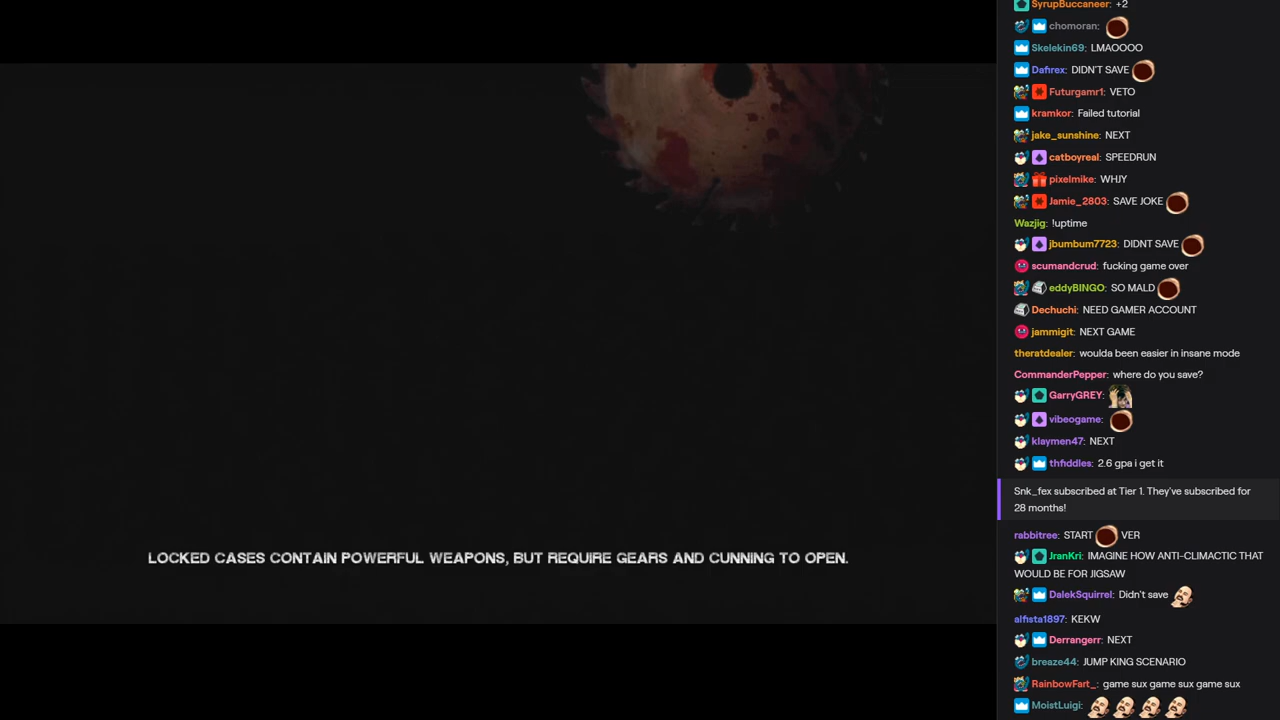 SyrupBuccaneer: +2
chomoran:
Skelekin69: LMAOOOO
Dafirex: DIDN'T SAVE
Futurgamr1: VETO
kramkor: Failed tutorial
jake_sunshine: NEXT
catboyreal: SPEEDRUN
pixelmike: WHJY
Jamie_2803: SAVE JOKE
Wazjig: !uptime
jbumbum7723: DIDNT SAVE
scumandcrud: fucking game over
eddyBINGO: SO MALD
Dechuchi: NEED GAMER ACCOUNT
jammigit: NEXT GAME
theratdealer: woulda been easier in insane mode
CommanderPepper: where do you save?
GarryGREY:
vibeogame:
klaymen47: NEXT
thfiddles: 2.6 gpa i get it
Snk_fex subscribed at Tier 1. They've subscribed for
28 months!
rabbitree: START VER
JranKri: IMAGINE HOW ANTI-CLIMACTIC THAT
WOULD BE FOR JIGSAW
DalekSquirrel: Didn't save
alfista1897: KEKW
Derrangerr: NEXT
breaze44: JUMP KING SCENARIO
RainbowFart_: game sux game sux game sux
MoistLuigi:
LOCKED CASES CONTAIN POWERFUL WEAPONS, BUT REQUIRE GEARS AND CUNNING TO OPEN.